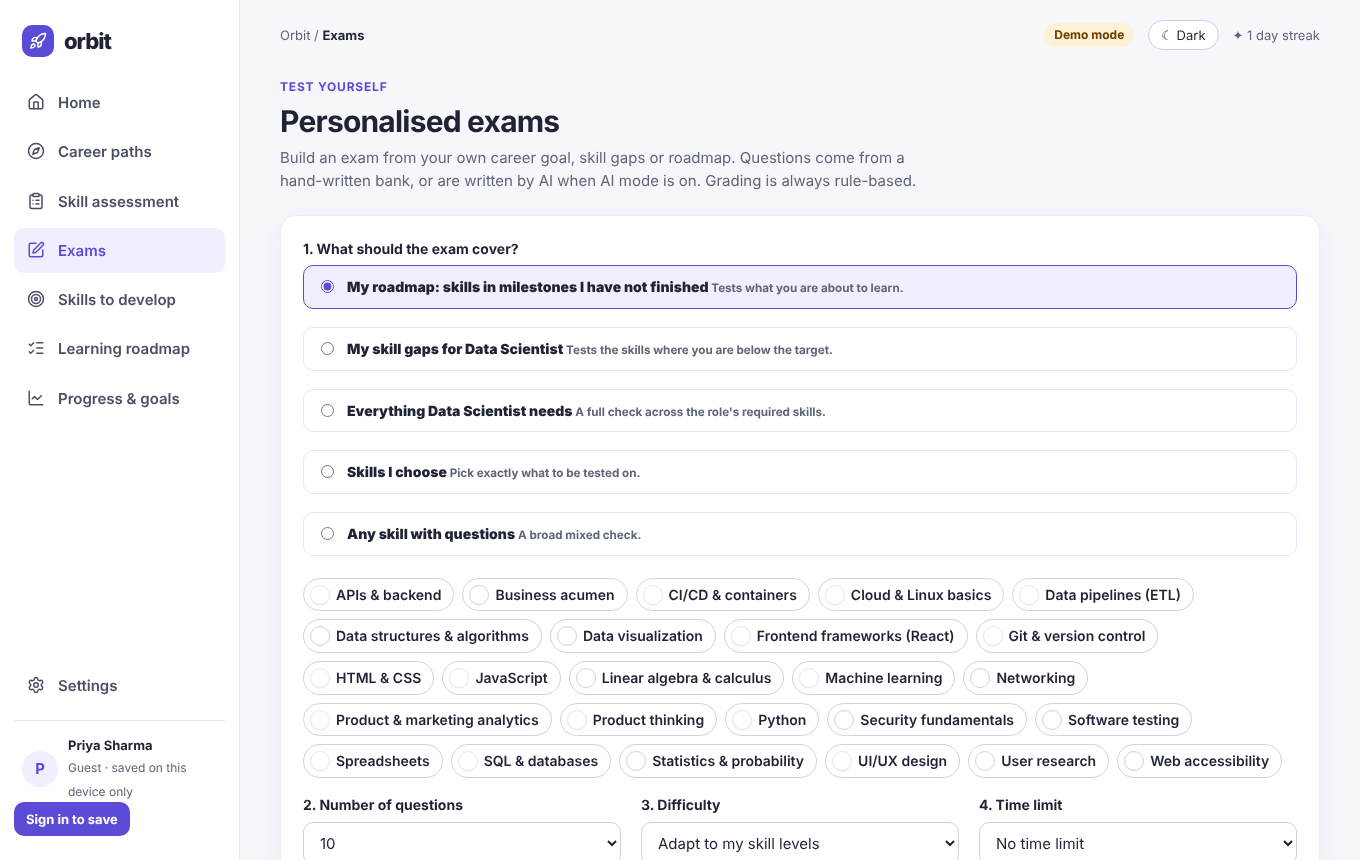 orbit
Home
Career paths
Skill assessment
Exams
Skills to develop
Learning roadmap
Progress & goals
Settings
Priya Sharma
P
Guest · saved on this
device only
Sign in to save
Orbit / Exams
Demo mode
☾ Dark
✦ 1 day streak
TEST YOURSELF
Personalised exams
Build an exam from your own career goal, skill gaps or roadmap. Questions come from a
hand-written bank, or are written by AI when AI mode is on. Grading is always rule-based.
1. What should the exam cover?
My roadmap: skills in milestones I have not finished Tests what you are about to learn.
My skill gaps for Data Scientist Tests the skills where you are below the target.
Everything Data Scientist needs A full check across the role's required skills.
Skills I choose Pick exactly what to be tested on.
Any skill with questions A broad mixed check.
APIs & backend Business acumen CI/CD & containers Cloud & Linux basics Data pipelines (ETL)
Data structures & algorithms Data visualization Frontend frameworks (React) Git & version control
HTML & CSS JavaScript Linear algebra & calculus Machine learning Networking
Product & marketing analytics Product thinking Python Security fundamentals Software testing
Spreadsheets SQL & databases Statistics & probability UI/UX design User research Web accessibility
2. Number of questions 3. Difficulty 4. Time limit
10 Adapt to my skill levels No time limit